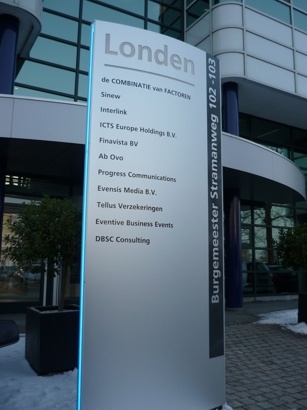 Londen
de COMBINATIE van FACTOREN
Sinew
Interlink
ICTS Europe Holdings B.V.
Finavista BV
Ab Ovo
Progress Communications
Evensis Media B.V.
Tellus Verzekeringen
Eventive Business Events
DBSC Consulting
Burgemeester Stramanweg 102 -103